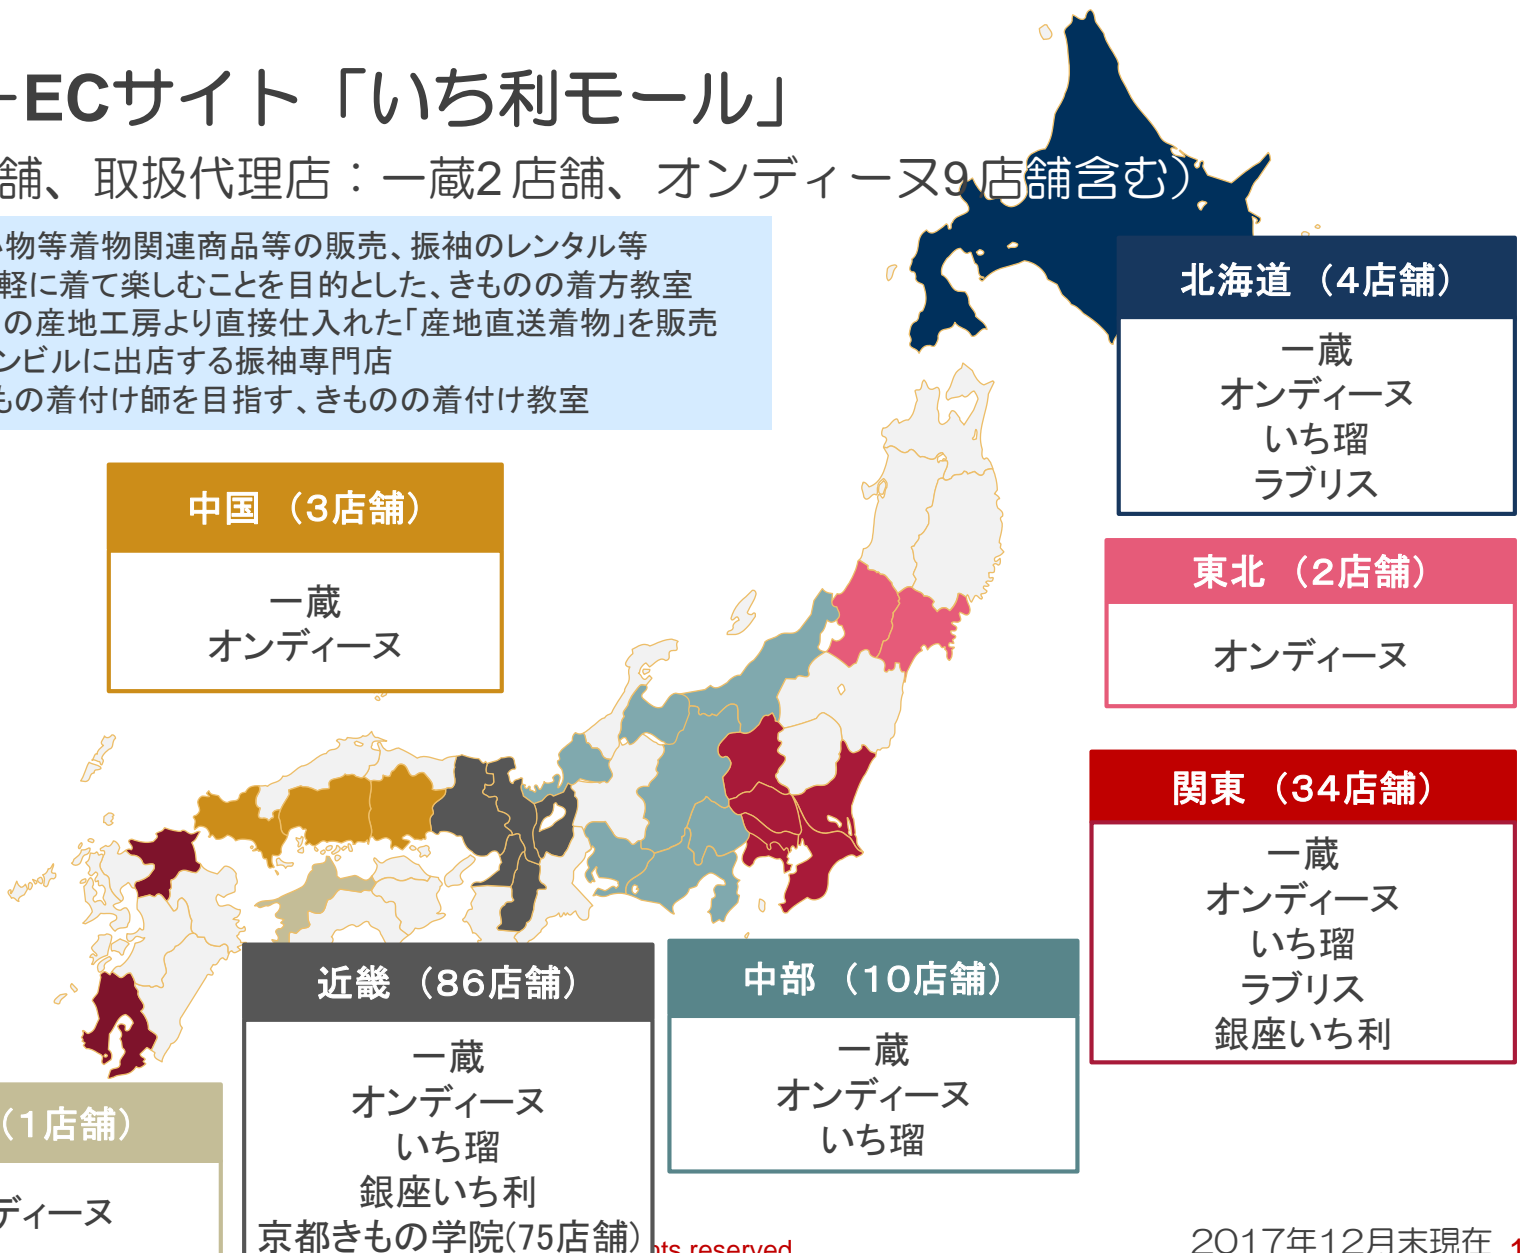 ECサイト「いち利モール」
舗、取扱代理店：一蔵2店舗、オンディーヌ9店舗含む）
物等着物関連商品等の販売、振袖のレンタル等
軽に着て楽しむことを目的とした、きものの着方教室
の産地工房より直接仕入れた「産地直送着物」を販売
ンビルに出店する振袖専門店
もの着付け師を目指す、きものの着付け教室
北海道（4店舗）
一蔵
オンディーヌ
いち瑠
ラブリス
中国（3店舗）
一蔵
オンディーヌ
東北（2店舗）
オンディーヌ
関東（34店舗）
一蔵
オンディーヌ
いち瑠
ラブリス
銀座いち利
近畿（86店舗）
一蔵
オンディーヌ
いち瑠
銀座いち利
京都きもの学院(75店舗)
中部（10店舗）
一蔵
オンディーヌ
いち瑠
（1店舗）
ディーヌ
hts reserved
2017年12月末現在
1